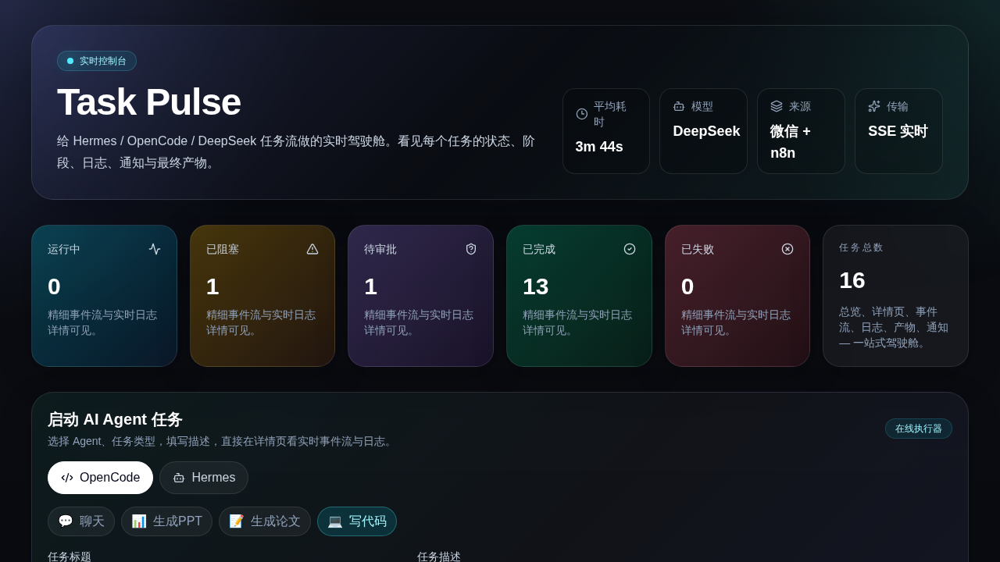 实时控制台
Task Pulse
给 Hermes / OpenCode / DeepSeek 任务流做的实时驾驶舱。看见每个任务的状态、阶
段、日志、通知与最终产物。
平均耗
时
3m 44s
模型
DeepSeek
来源
微信 +
n8n
传输
SSE 实时
运行中
0
精细事件流与实时日志
详情可见。
已阻塞
1
精细事件流与实时日志
详情可见。
待审批
1
精细事件流与实时日志
详情可见。
已完成
13
精细事件流与实时日志
详情可见。
已失败
0
精细事件流与实时日志
详情可见。
任务总数
16
总览、详情页、事件
流、日志、产物、通知
— 一站式驾驶舱。
启动 AI Agent 任务
选择 Agent、任务类型，填写描述，直接在详情页看实时事件流与日志。
在线执行器
OpenCode
Hermes
💬 聊天
📊 生成PPT
📝 生成论文
💻 写代码
任务标题
任务描述